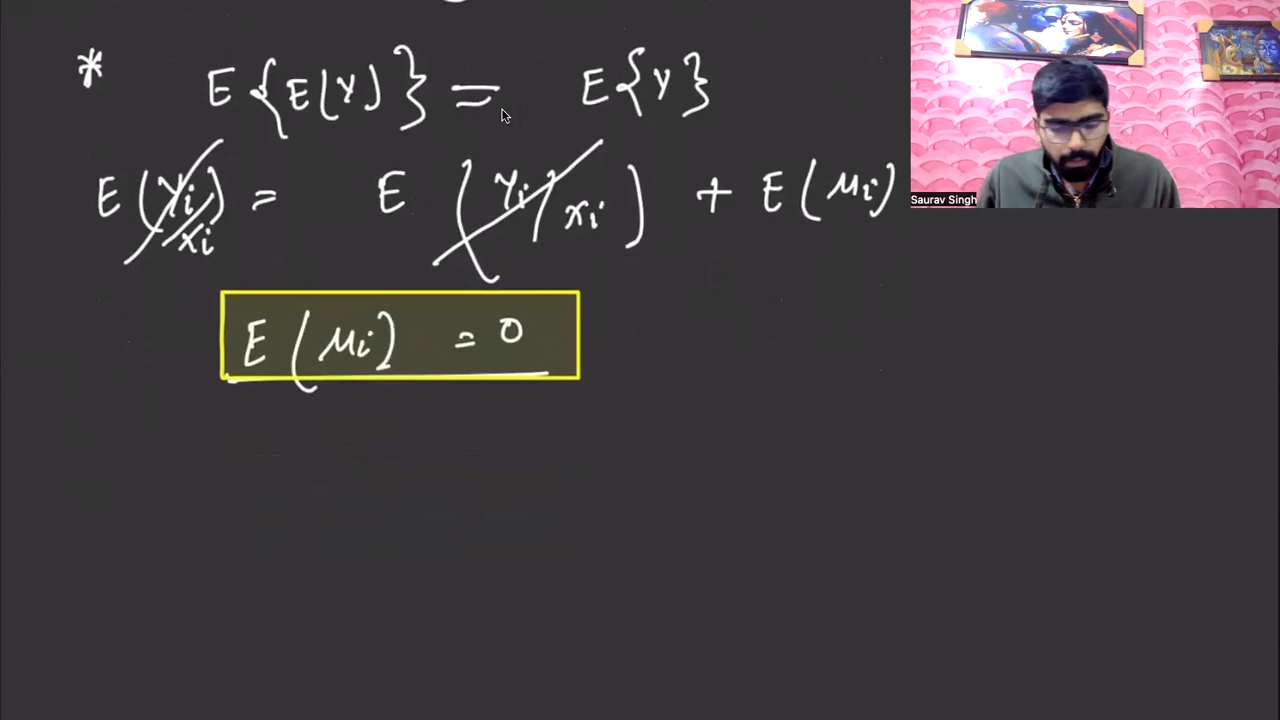 * E{E(Y)} = E{Y}
E(Yi/xi) = E(Yi/xi) + E(μi)
E(μi) = 0
Saurav Singh